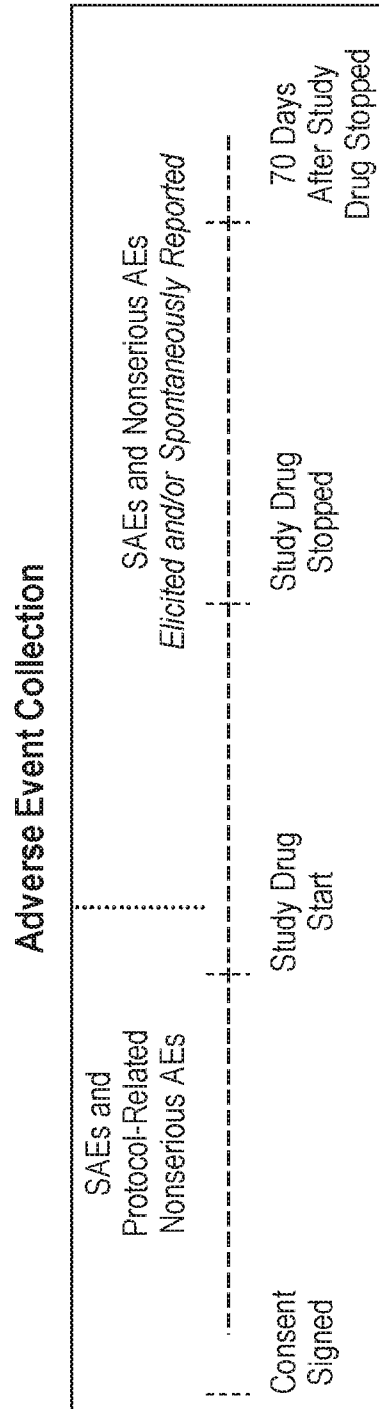 Adverse Event Collection
SAEs and
Protocol-Related
Nonserious AEs
SAEs and Nonserious AEs
Elicited and/or Spontaneously Reported
Consent
Signed
Study Drug
Start
Study Drug
Stopped
70 Days
After Study
Drug Stopped